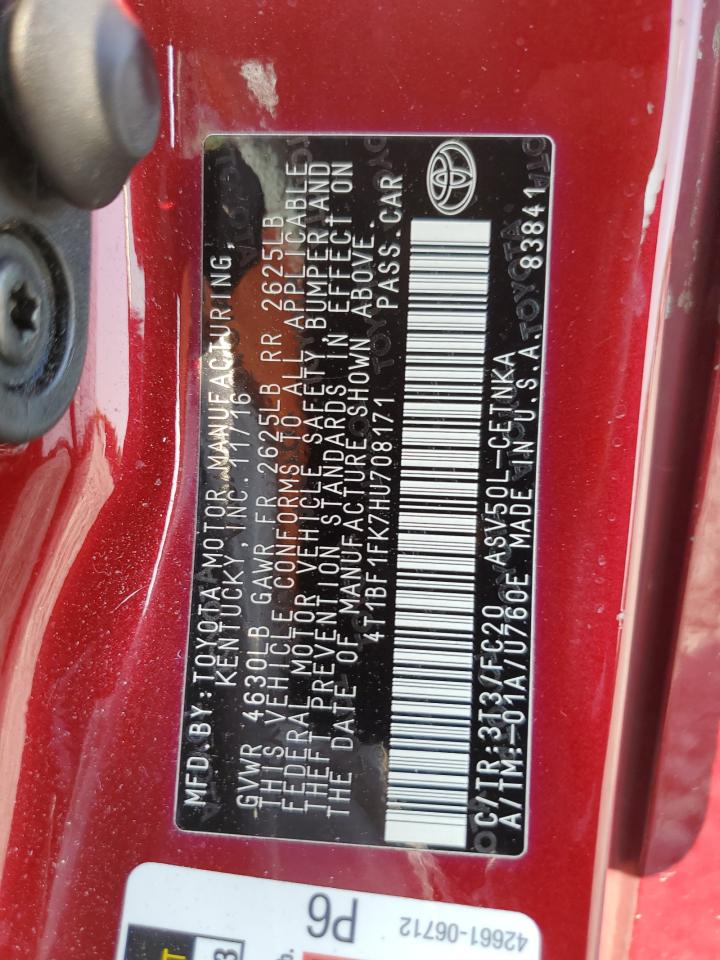 MFD.BY:TOYOTA MOTOR MANUFACTURING,
KENTUCKY, INC. 11/16
GVWR 4630LB GAWR FR 2625LB RR 2625LB
THIS VEHICLE CONFORMS TO ALL APPLICABLE
FEDERAL MOTOR VEHICLE SAFETY, BUMPER, AND
THEFT PREVENTION STANDARDS IN EFFECT ON
THE DATE OF MANUFACTURE SHOWN ABOVE.
4T1BF1FK7HU708171 PASS.CAR
C/TR:3T3/FC20 ASV50L-CETNKA
A/TM:-01A/U760E MADE IN U.S.A. 83841
P6
42661-06712